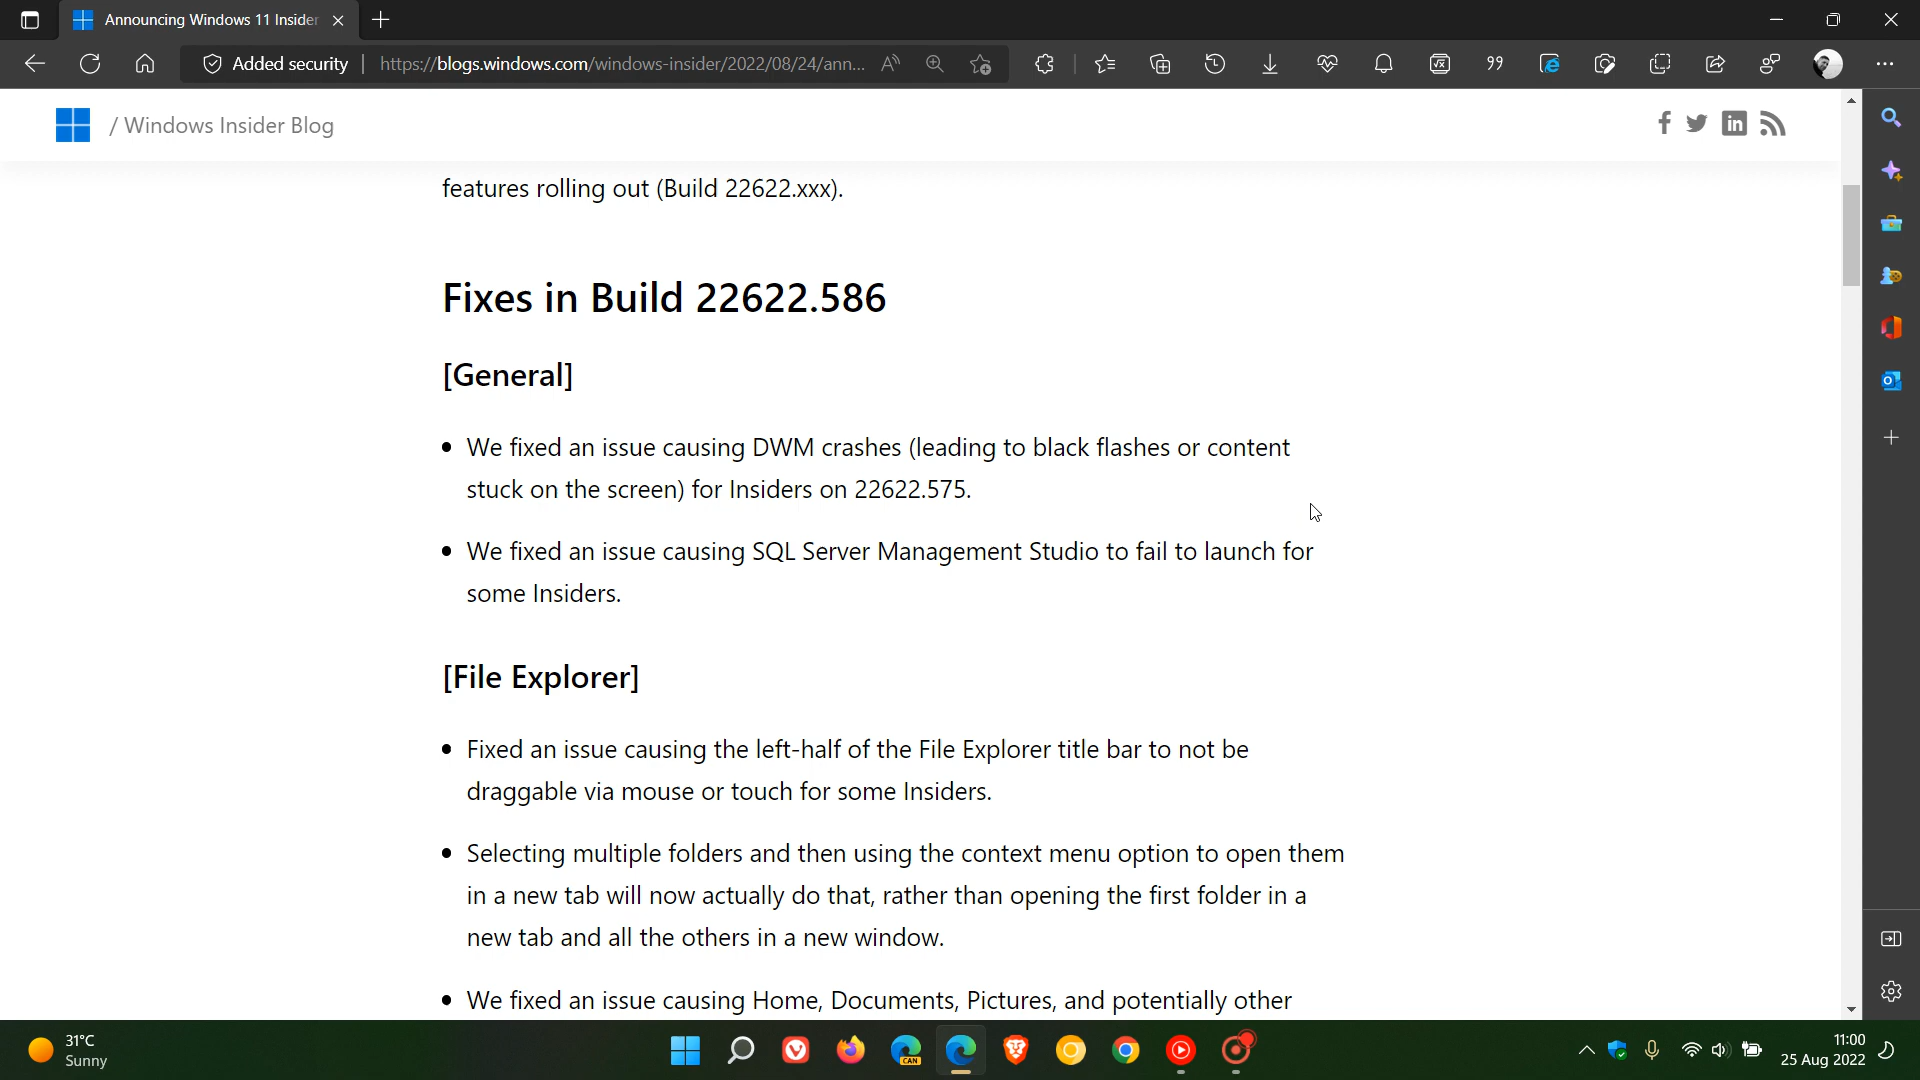 Announcing Windows 11 Insider
Added security
https://blogs.windows.com/windows-insider/2022/08/24/ann...
/ Windows Insider Blog
features rolling out (Build 22622.xxx).
Fixes in Build 22622.586
[General]
• We fixed an issue causing DWM crashes (leading to black flashes or content
stuck on the screen) for Insiders on 22622.575.
• We fixed an issue causing SQL Server Management Studio to fail to launch for
some Insiders.
[File Explorer]
• Fixed an issue causing the left-half of the File Explorer title bar to not be
draggable via mouse or touch for some Insiders.
• Selecting multiple folders and then using the context menu option to open them
in a new tab will now actually do that, rather than opening the first folder in a
new tab and all the others in a new window.
• We fixed an issue causing Home, Documents, Pictures, and potentially other
31°C
Sunny
CAN
11:00
25 Aug 2022